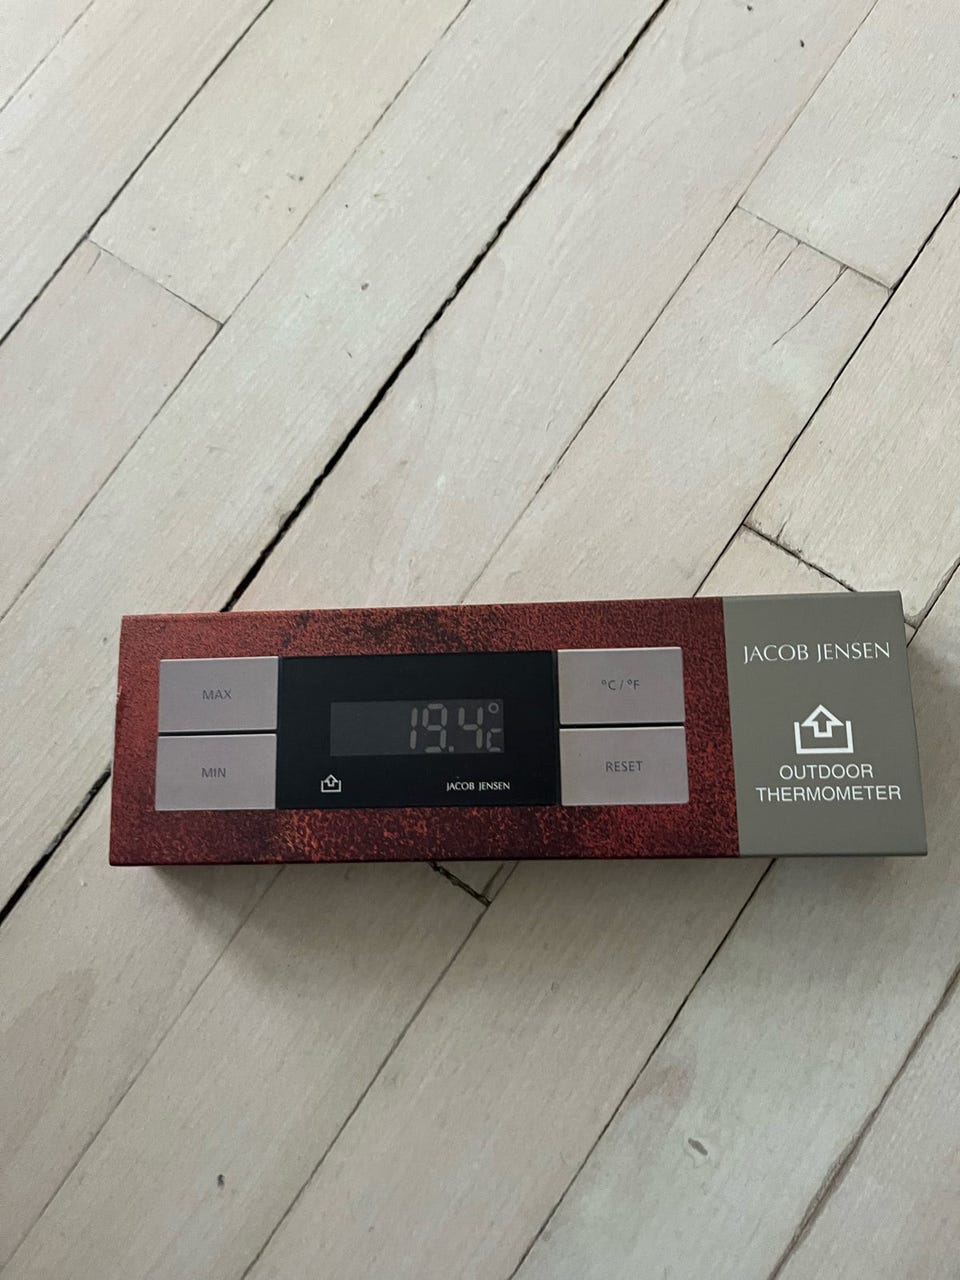 MAX
MIN
19.4°C
JACOB JENSEN
°C / °F
RESET
JACOB JENSEN
OUTDOOR
THERMOMETER